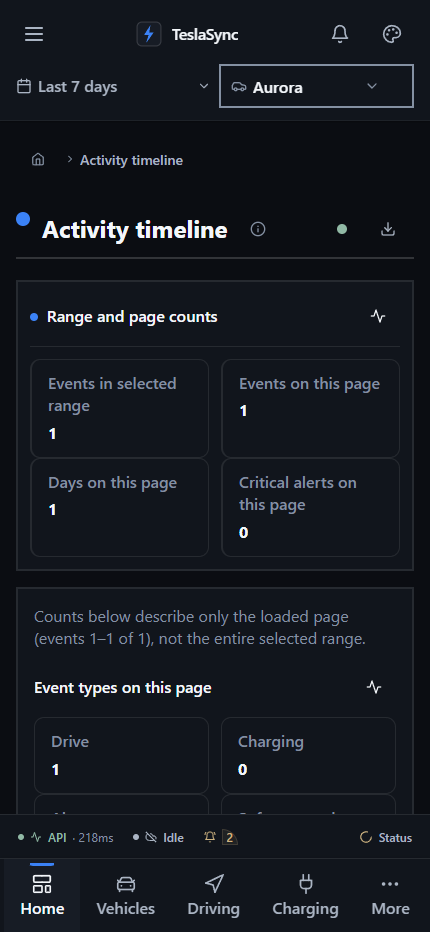 TeslaSync
Last 7 days
Aurora
Activity timeline
Activity timeline
Range and page counts
Events in selected
range
1
Events on this page
1
Days on this page
1
Critical alerts on
this page
0
Counts below describe only the loaded page
(events 1–1 of 1), not the entire selected range.
Event types on this page
Drive
1
Charging
0
API · 218ms
Idle
2
Status
Home
Vehicles
Driving
Charging
More